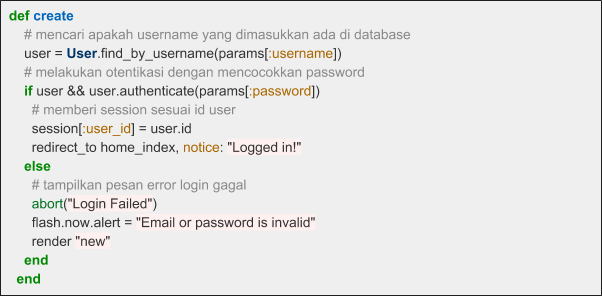 def create
# mencari apakah username yang dimasukkan ada di database
user = User.find_by_username(params[:username])
# melakukan otentikasi dengan mencocokkan password
if user && user.authenticate(params[:password])
# memberi session sesuai id user
session[:user_id] = user.id
redirect_to home_index, notice: "Logged in!"
else
# tampilkan pesan error login gagal
abort("Login Failed")
flash.now.alert = "Email or password is invalid"
render "new"
end
end